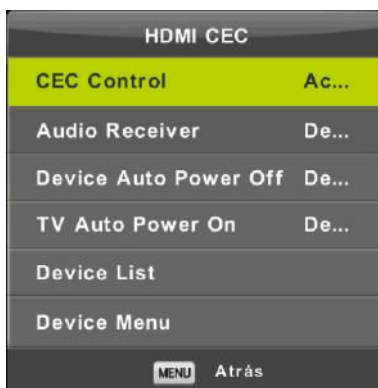 HDMI CEC
CEC Control Ac...
Audio Receiver De...
Device Auto Power Off De...
TV Auto Power On De...
Device List
Device Menu
MENU Atrás